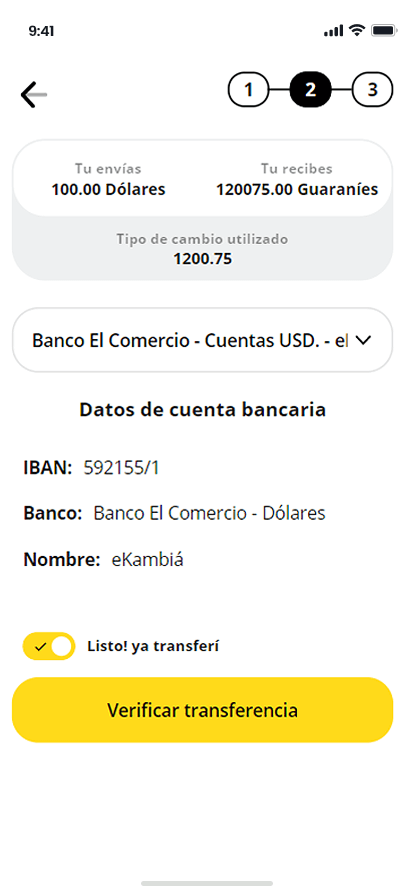 9:41
1 2 3
Tu envías Tu recibes
100.00 Dólares 120075.00 Guaraníes
Tipo de cambio utilizado
1200.75
Banco El Comercio - Cuentas USD. - el
Datos de cuenta bancaria
IBAN: 592155/1
Banco: Banco El Comercio - Dólares
Nombre: eKambiá
Listo! ya transferí
Verificar transferencia